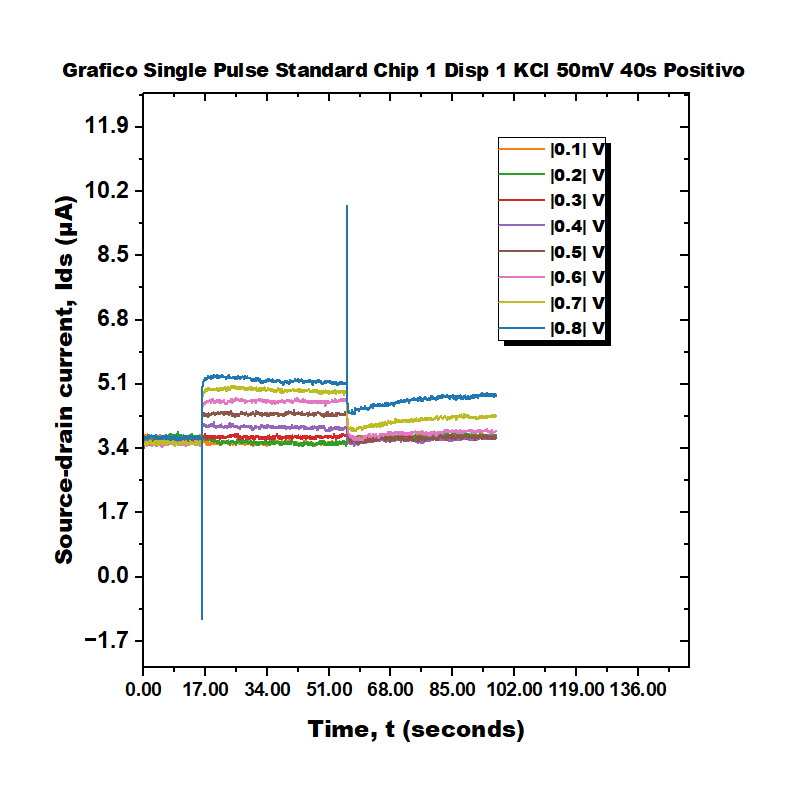 Grafico Single Pulse Standard Chip 1 Disp 1 KCl 50mV 40s Positivo
11.9
10.2
8.5
6.8
5.1
3.4
1.7
0.0
−1.7
Source-drain current, Ids (µA)
|0.1| V
|0.2| V
|0.3| V
|0.4| V
|0.5| V
|0.6| V
|0.7| V
|0.8| V
0.00 17.00 34.00 51.00 68.00 85.00 102.00 119.00 136.00
Time, t (seconds)